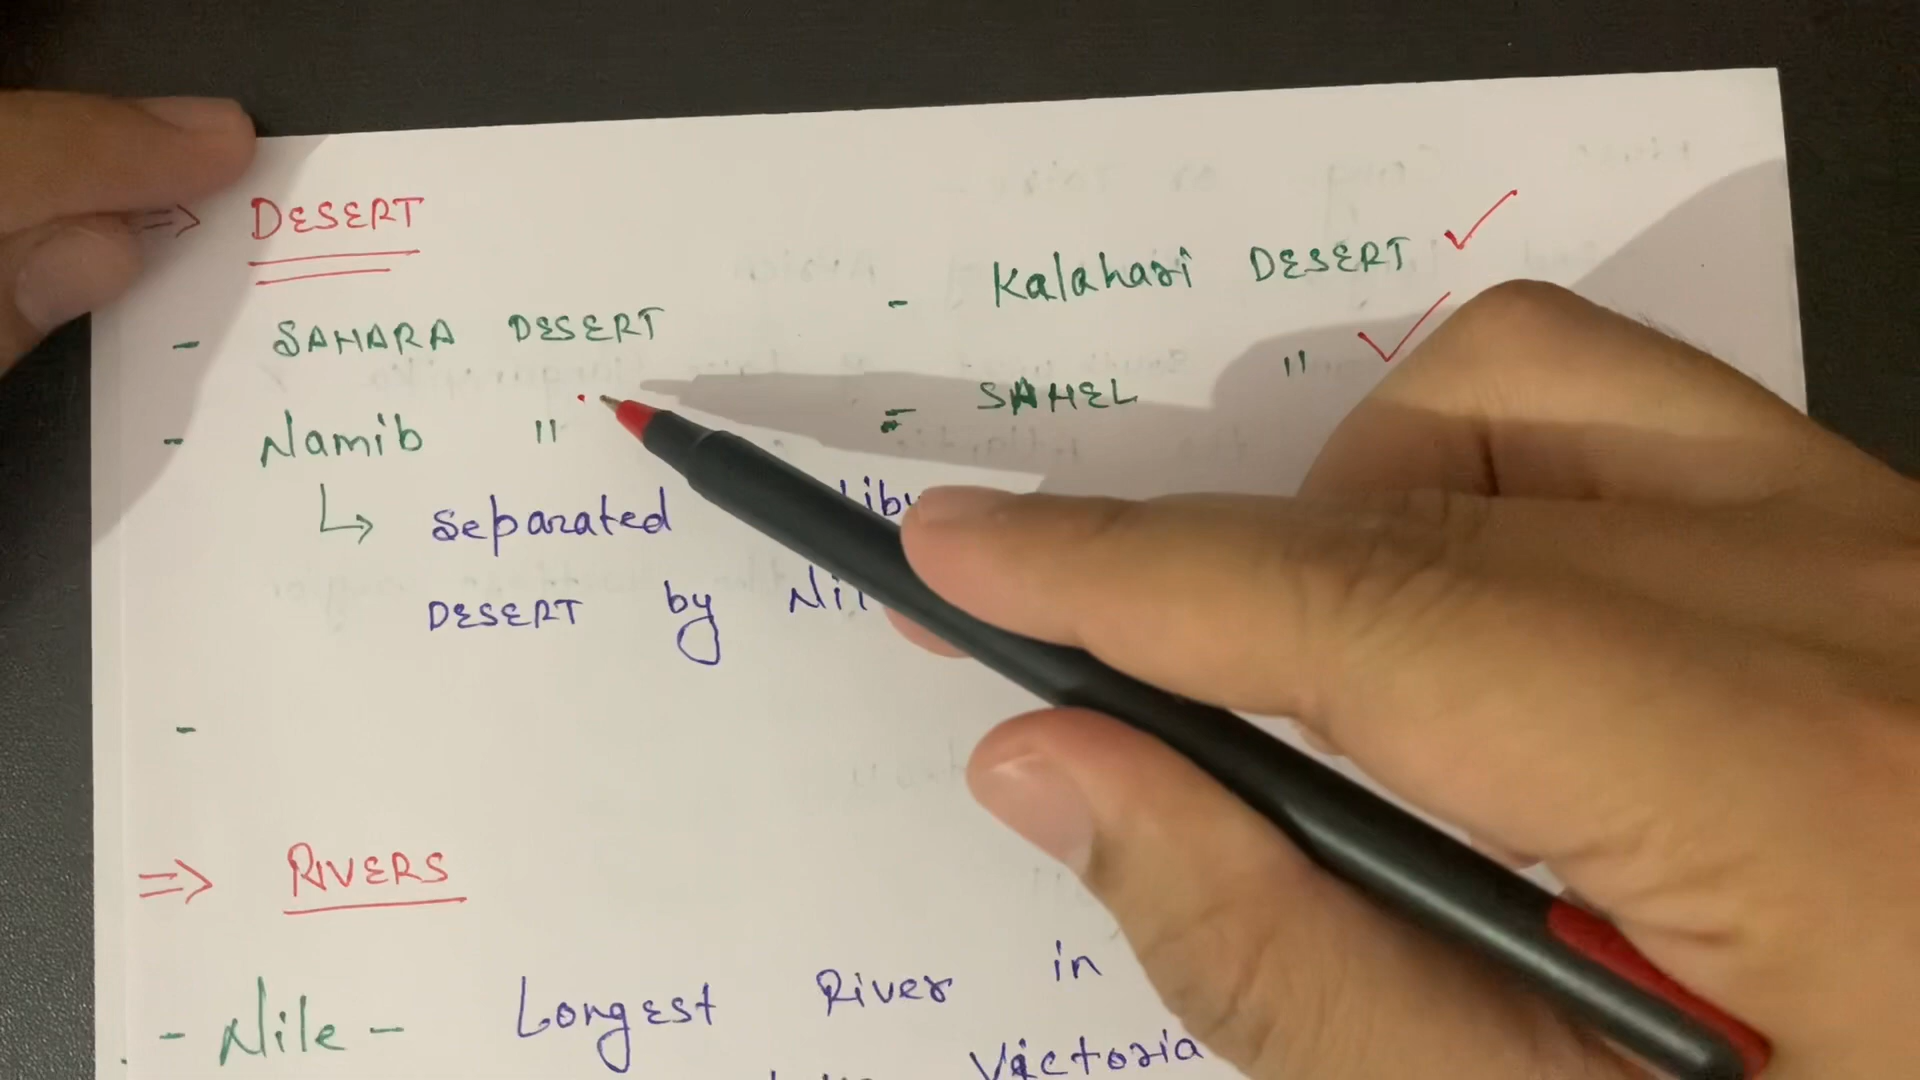 => DESERT
- SAHARA DESERT
- Kalahari DESERT ✓
- Namib "
- SAHEL " ✓
↳ Separated
DESERT by
=> RIVERS
- Nile - Longest River in
Victoria